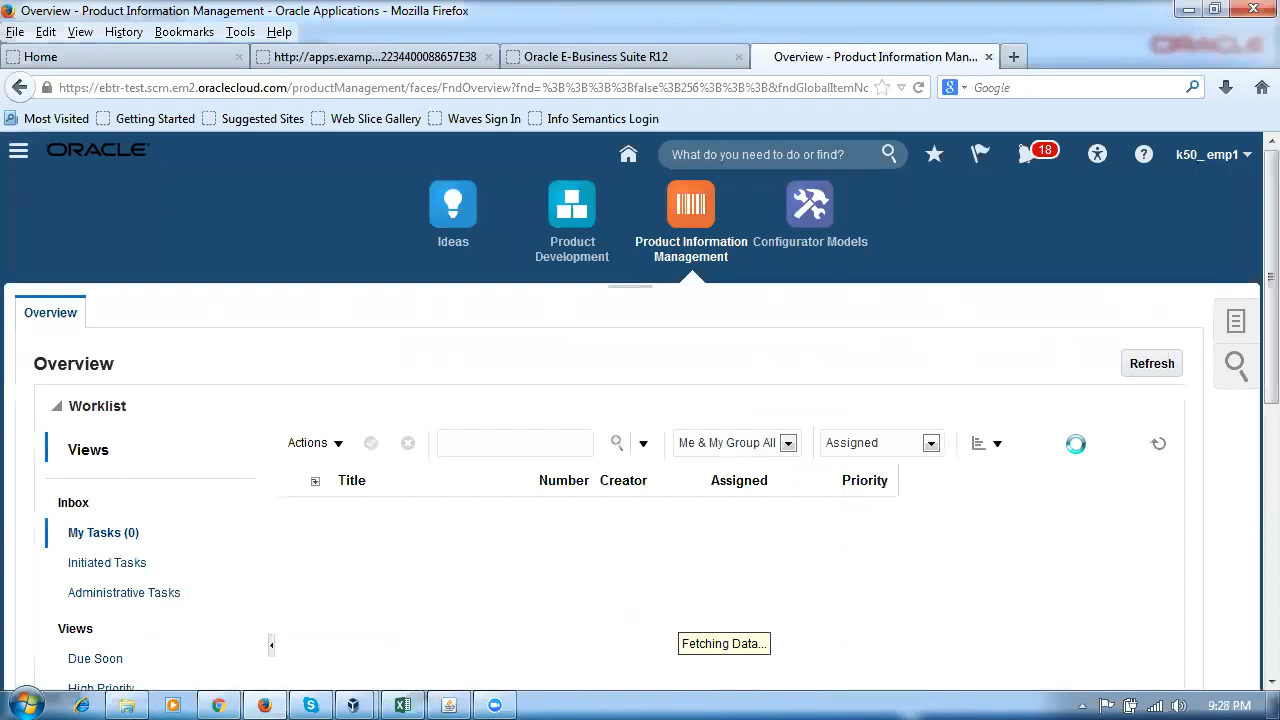 Overview - Product Information Management - Oracle Applications - Mozilla Firefox
File Edit View History Bookmarks Tools Help
ORACLE
Home
http://apps.examp...2234400088657E38
Oracle E-Business Suite R12
Overview - Product Information Man...
https://ebtr-test.scm.em2.oraclecloud.com/productManagement/faces/FndOverview?fnd=%3B%3B%3B%3Bfalse%3B256%3B%3B%3B&fndGlobalItemNo
Google
Most Visited Getting Started Suggested Sites Web Slice Gallery Waves Sign In Info Semantics Login
ORACLE
What do you need to do or find?
18
k50_emp1
Ideas
Product Development
Product Information Management
Configurator Models
Overview
Overview
Refresh
Worklist
Views
Actions
Me & My Group All
Assigned
Title Number Creator Assigned Priority
Inbox
My Tasks (0)
Initiated Tasks
Administrative Tasks
Views
Due Soon
High Priority
Fetching Data...
9:28 PM